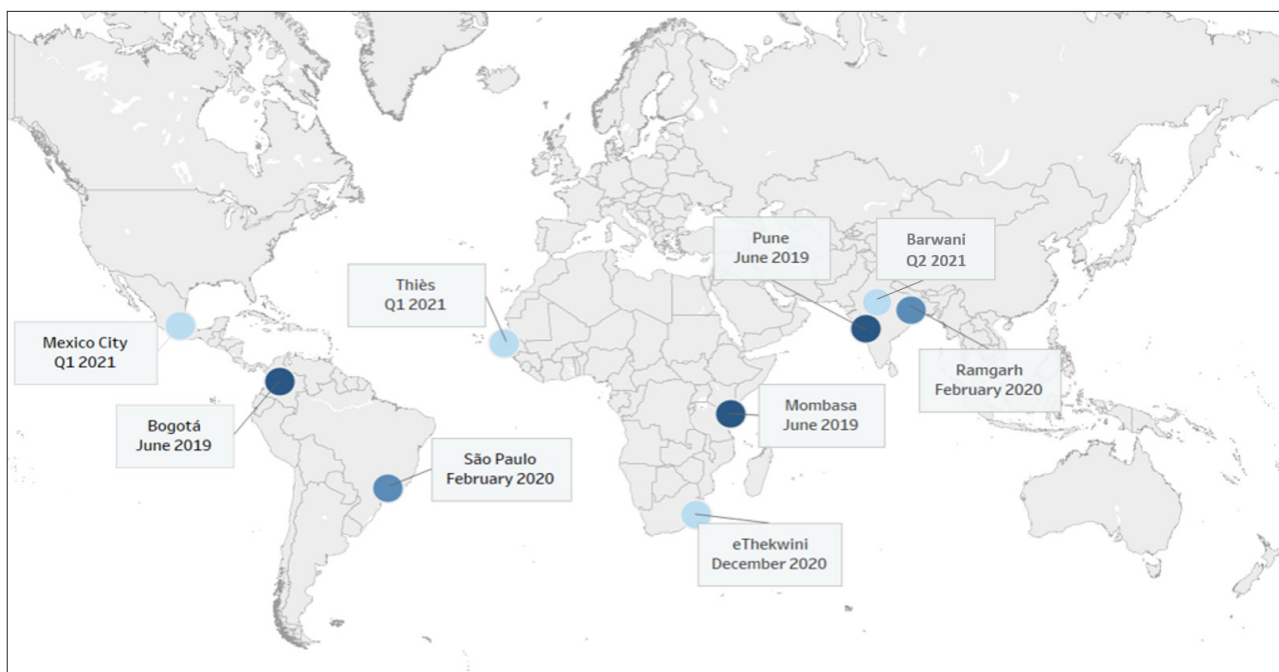 Pune
June 2019
Barwani
Q2 2021
Thiès
Q1 2021
Mexico City
Q1 2021
Ramgarh
February 2020
Mombasa
June 2019
Bogotá
June 2019
São Paulo
February 2020
eThekwini
December 2020